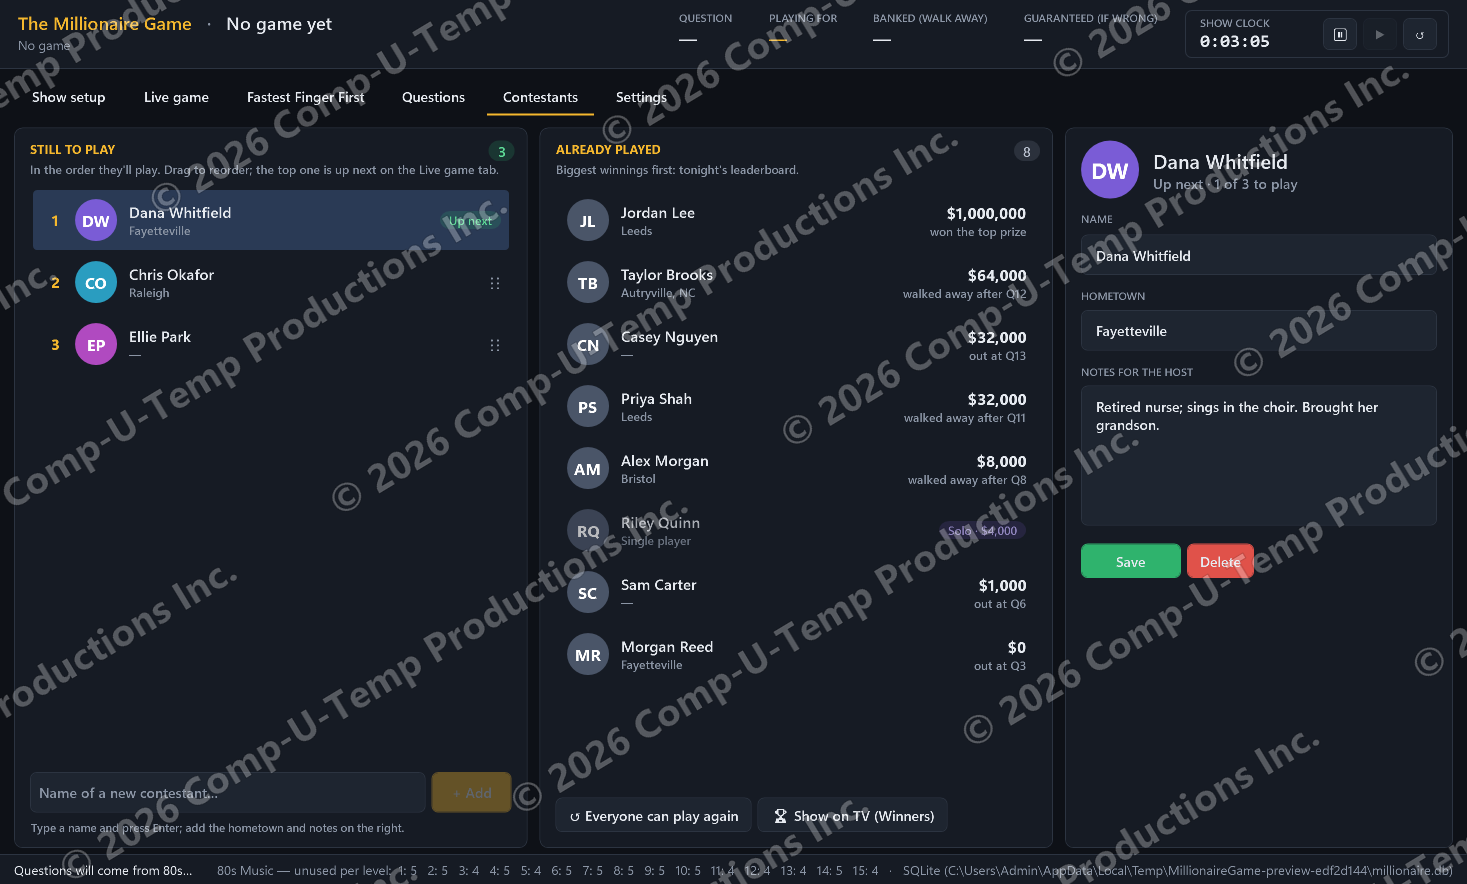 The Millionaire Game · No game yet
No game
QUESTION
—
PLAYING FOR
—
BANKED (WALK AWAY)
—
GUARANTEED (IF WRONG)
—
SHOW CLOCK
0:03:05
Show setup Live game Fastest Finger First Questions Contestants Settings
STILL TO PLAY 3
In the order they'll play. Drag to reorder; the top one is up next on the Live game tab.
1 DW Dana Whitfield Up next
Fayetteville
2 CO Chris Okafor
Raleigh
3 EP Ellie Park
—
Name of a new contestant... + Add
Type a name and press Enter; add the hometown and notes on the right.
ALREADY PLAYED 8
Biggest winnings first: tonight's leaderboard.
JL Jordan Lee $1,000,000
Leeds won the top prize
TB Taylor Brooks $64,000
Autryville, NC walked away after Q12
CN Casey Nguyen $32,000
— out at Q13
PS Priya Shah $32,000
Leeds walked away after Q11
AM Alex Morgan $8,000
Bristol walked away after Q8
RQ Riley Quinn Solo · $4,000
Single player
SC Sam Carter $1,000
— out at Q6
MR Morgan Reed $0
Fayetteville out at Q3
↺ Everyone can play again Show on TV (Winners)
DW Dana Whitfield
Up next · 1 of 3 to play
NAME
Dana Whitfield
HOMETOWN
Fayetteville
NOTES FOR THE HOST
Retired nurse; sings in the choir. Brought her
grandson.
Save Delete
Questions will come from 80s... 80s Music — unused per level: 1: 5 2: 5 3: 4 4: 5 5: 4 6: 5 7: 5 8: 5 9: 5 10: 5 11: 4 12: 4 13: 4 14: 5 15: 4 · SQLite (C:\Users\Admin\AppData\Local\Temp\MillionaireGame-preview-edf2d144\millionaire.db)
© 2026 Comp-U-Temp Productions Inc.